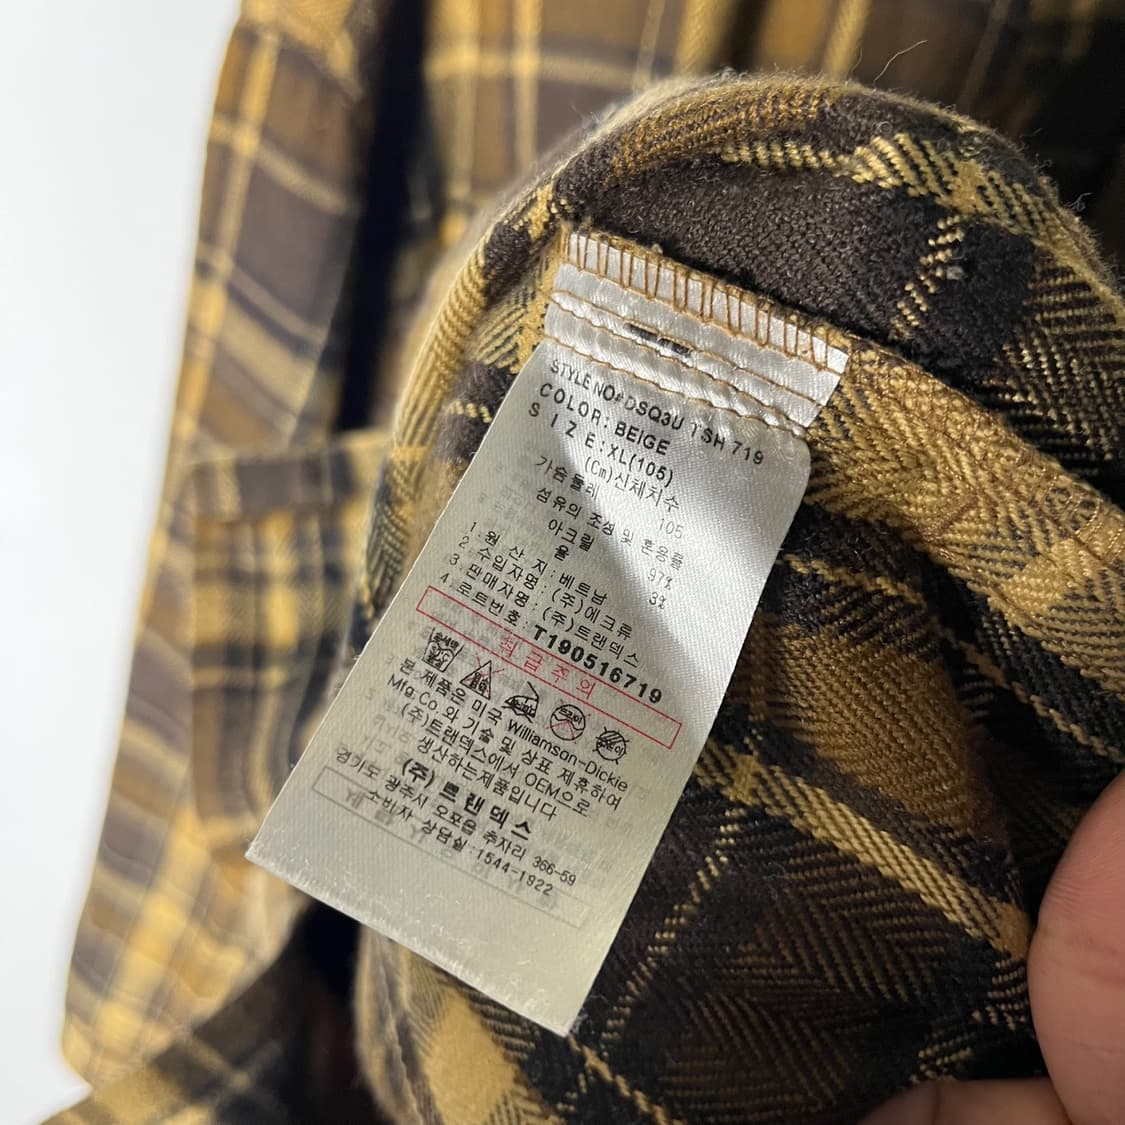 STYLE NO#DSQ3U TSH 719
COLOR: BEIGE
S I Z E : XL(105)
(Cm)신체치수
가슴둘레 105
섬유의 조성 및 혼용률
아크릴 97%
울 3%
1. 원 산 지 : 베트남
2. 수입자명 : (주)에크류
3. 판매자명 : (주)트랜덱스
4. 로트번호 : T190516719
취급주의
본 제품은 미국 Williamson-Dickie
Mfg.Co.와 기술 및 상표 제휴하여
(주)트랜덱스에서 OEM으로
생산하는제품입니다
(주)트랜덱스
경기도 광주시 오포읍 추자리 366-59
소비자 상담실 :1544-1922